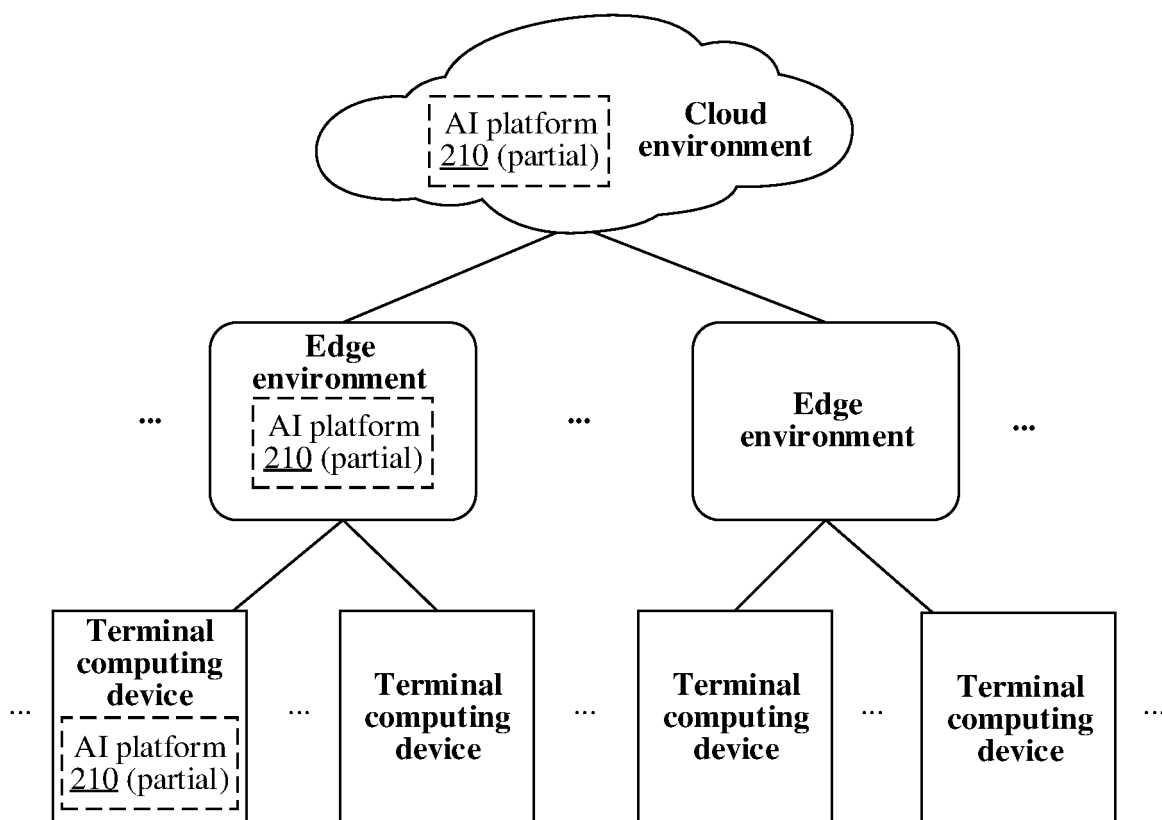 AI platform
210 (partial)
Cloud
environment
Edge
environment
AI platform
210 (partial)
...
...
Edge
environment
...
Terminal
computing
device
AI platform
210 (partial)
...
...
Terminal
computing
device
...
Terminal
computing
device
...
Terminal
computing
device
...